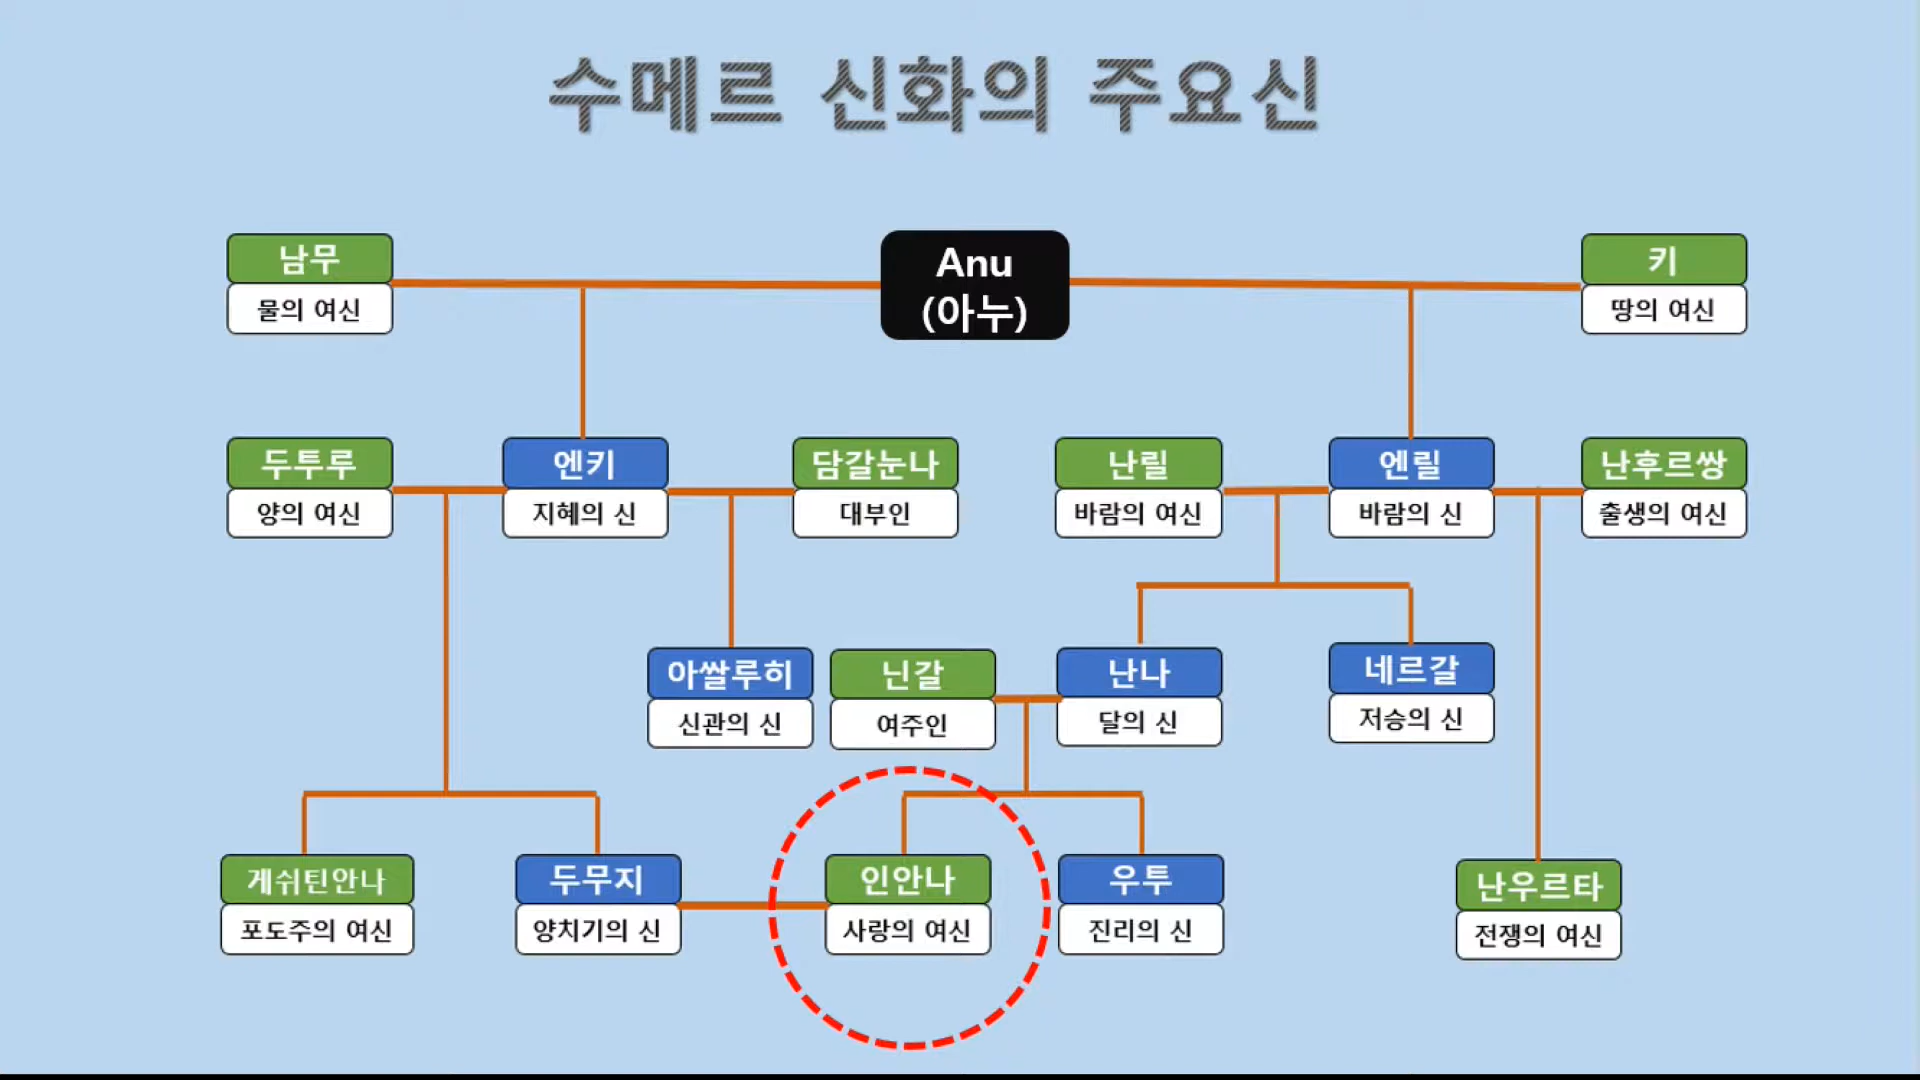 수메르 신화의 주요신
남무
물의 여신
Anu
(아누)
키
땅의 여신
두투루
양의 여신
엔키
지혜의 신
담갈눈나
대부인
난릴
바람의 여신
엔릴
바람의 신
난후르쌍
출생의 여신
아쌀루히
신관의 신
닌갈
여주인
난나
달의 신
네르갈
저승의 신
게쉬틴안나
포도주의 여신
두무지
양치기의 신
인안나
사랑의 여신
우투
진리의 신
난우르타
전쟁의 여신